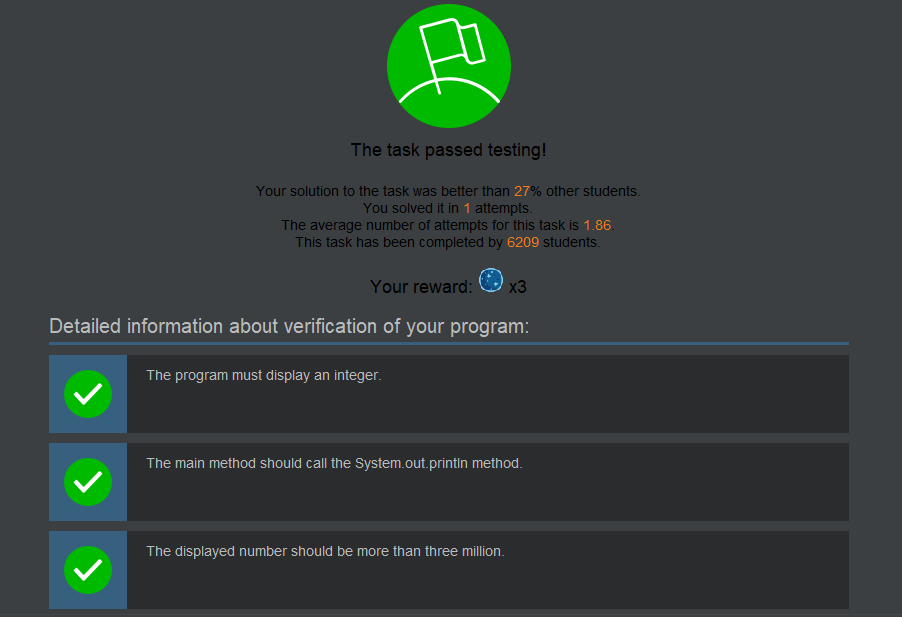 The task passed testing!
Your solution to the task was better than 27% other students.
You solved it in 1 attempts.
The average number of attempts for this task is 1.86
This task has been completed by 6209 students.
Your reward: x3
Detailed information about verification of your program:
The program must display an integer.
The main method should call the System.out.println method.
The displayed number should be more than three million.